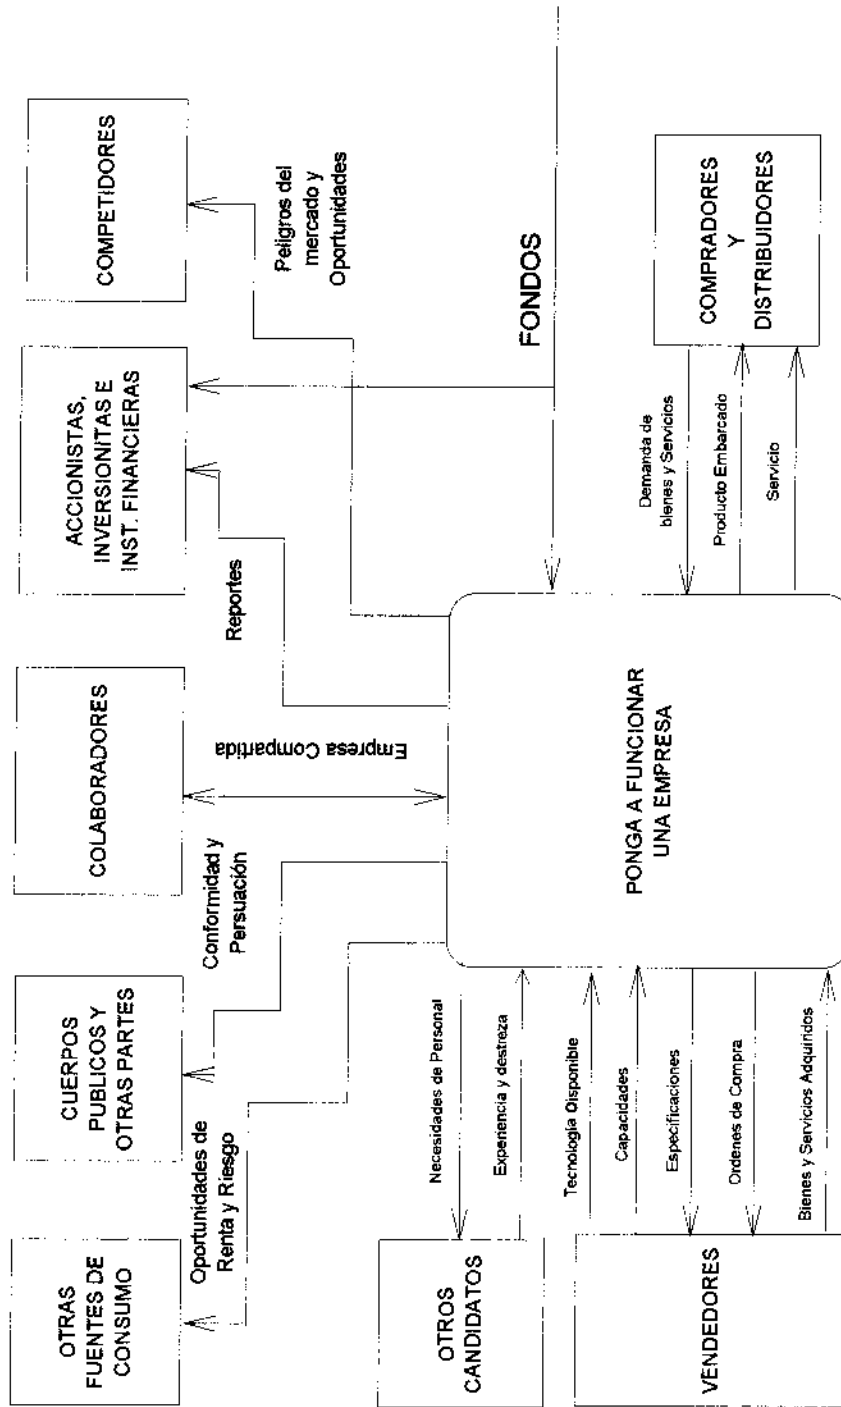 OTRAS
FUENTES DE
CONSUMO
CUERPOS
PUBLICOS Y
OTRAS PARTES
COLABORADORES
ACCIONISTAS,
INVERSIONITAS E
INST. FINANCIERAS
COMPETIDORES
Oportunidades de
Renta y Riesgo
Conformidad y
Persuación
Empresa Compartida
Reportes
Peligros del
mercado y
Oportunidades
FONDOS
OTROS
CANDIDATOS
Necesidades de Personal
Experiencia y destreza
VENDEDORES
Tecnología Disponible
Capacidades
Especificaciones
Ordenes de Compra
Bienes y Servicios Adquiridos
PONGA A FUNCIONAR
UNA EMPRESA
Demanda de
bienes y Servicios
Producto Embarcado
Servicio
COMPRADORES
Y
DISTRIBUIDORES